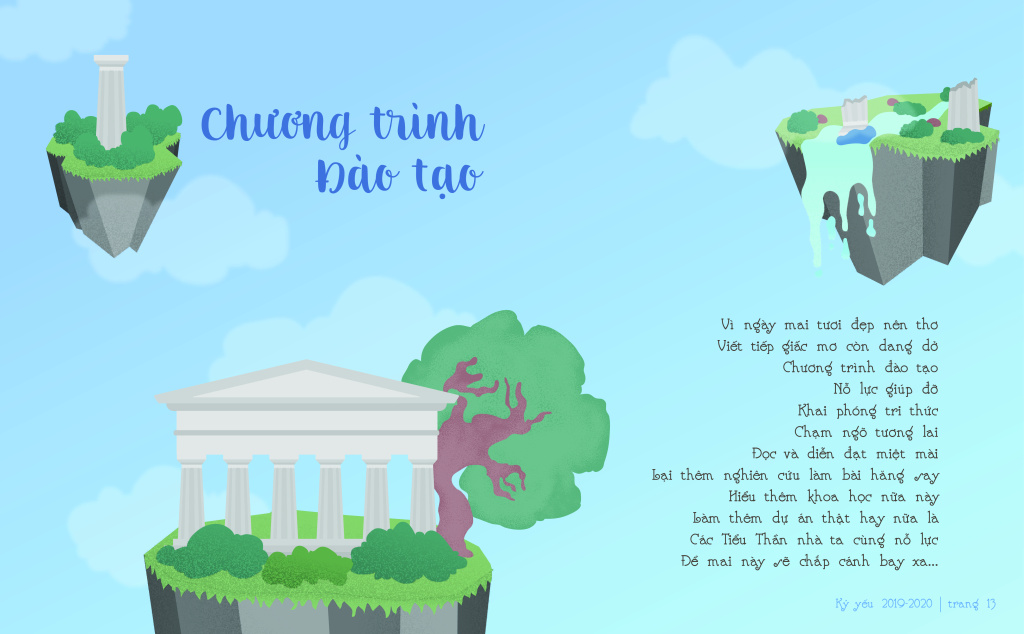 Chương trình
Đào tạo
Vì ngày mai tươi đẹp nên thơ
Viết tiếp giấc mơ còn dang dở
Chương trình đào tạo
Nỗ lực giúp đỡ
Khai phóng tri thức
Chạm ngõ tương lai
Đọc và diễn đạt miệt mài
Lại thêm nghiên cứu làm bài hăng say
Hiểu thêm khoa học nữa này
Làm thêm dự án thật hay nữa là
Các Tiểu Thần nhà ta cùng nỗ lực
Để mai này sẽ chắp cánh bay xa...
Kỷ yếu 2019-2020 | trang 13